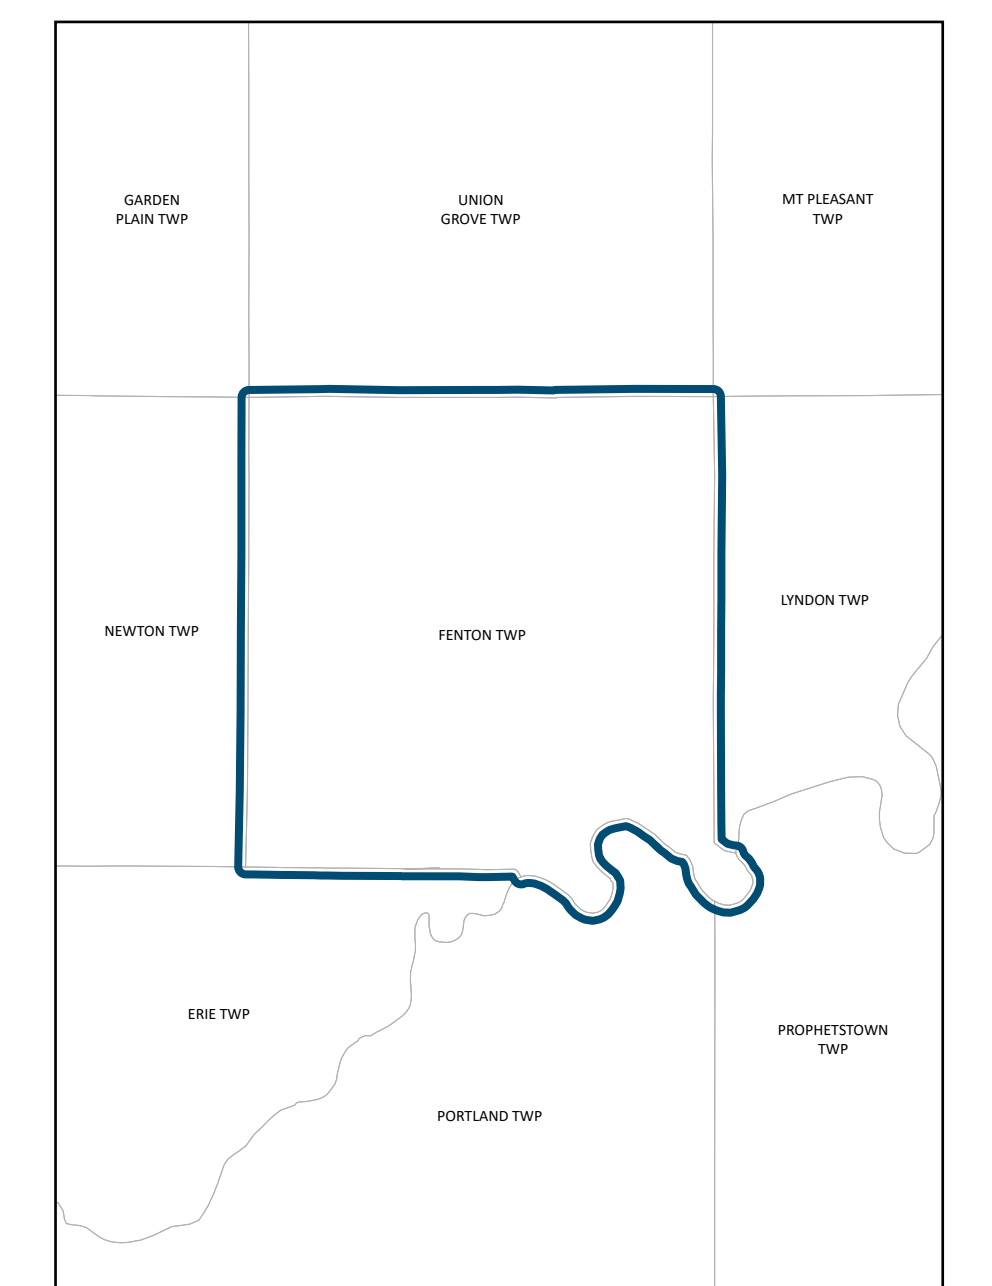 GARDEN
PLAIN TWP
UNION
GROVE TWP
MT PLEASANT
TWP
NEWTON TWP
FENTON TWP
LYNDON TWP
ERIE TWP
PORTLAND TWP
PROPHETSTOWN
TWP